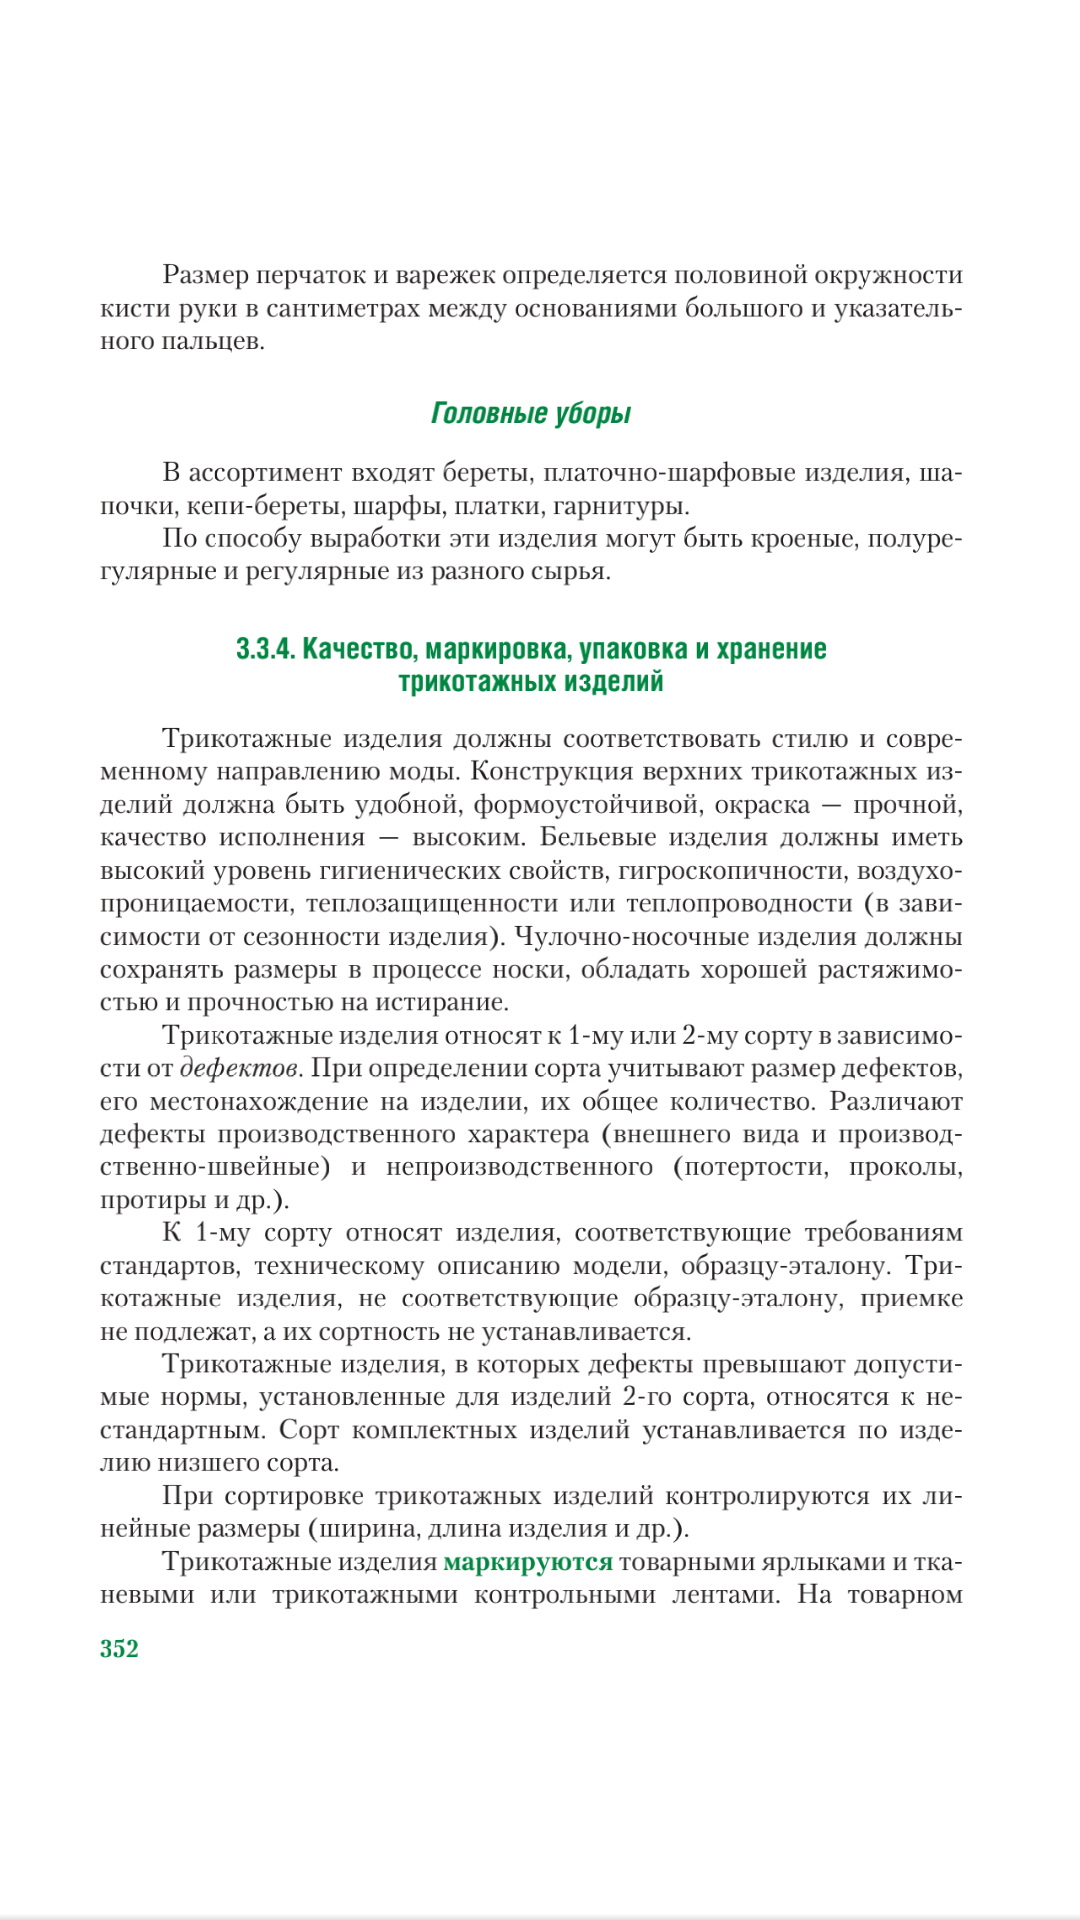 Размер перчаток и варежек определяется половиной окружности
кисти руки в сантиметрах между основаниями большого и указатель-
ного пальцев.
Головные уборы
В ассортимент входят береты, платочно-шарфовые изделия, ша-
почки, кепи-береты, шарфы, платки, гарнитуры.
По способу выработки эти изделия могут быть кроеные, полуре-
гулярные и регулярные из разного сырья.
3.3.4. Качество, маркировка, упаковка и хранение
трикотажных изделий
Трикотажные изделия должны соответствовать стилю и совре-
менному направлению моды. Конструкция верхних трикотажных из-
делий должна быть удобной, формоустойчивой, окраска — прочной,
качество исполнения — высоким. Бельевые изделия должны иметь
высокий уровень гигиенических свойств, гигроскопичности, воздухо-
проницаемости, теплозащищенности или теплопроводности (в зави-
симости от сезонности изделия). Чулочно-носочные изделия должны
сохранять размеры в процессе носки, обладать хорошей растяжимо-
стью и прочностью на истирание.
Трикотажные изделия относят к 1-му или 2-му сорту в зависимо-
сти от дефектов. При определении сорта учитывают размер дефектов,
его местонахождение на изделии, их общее количество. Различают
дефекты производственного характера (внешнего вида и производ-
ственно-швейные) и непроизводственного (потертости, проколы,
протиры и др.).
К 1-му сорту относят изделия, соответствующие требованиям
стандартов, техническому описанию модели, образцу-эталону. Три-
котажные изделия, не соответствующие образцу-эталону, приемке
не подлежат, а их сортность не устанавливается.
Трикотажные изделия, в которых дефекты превышают допусти-
мые нормы, установленные для изделий 2-го сорта, относятся к не-
стандартным. Сорт комплектных изделий устанавливается по изде-
лию низшего сорта.
При сортировке трикотажных изделий контролируются их ли-
нейные размеры (ширина, длина изделия и др.).
Трикотажные изделия маркируются товарными ярлыками и тка-
невыми или трикотажными контрольными лентами. На товарном
352